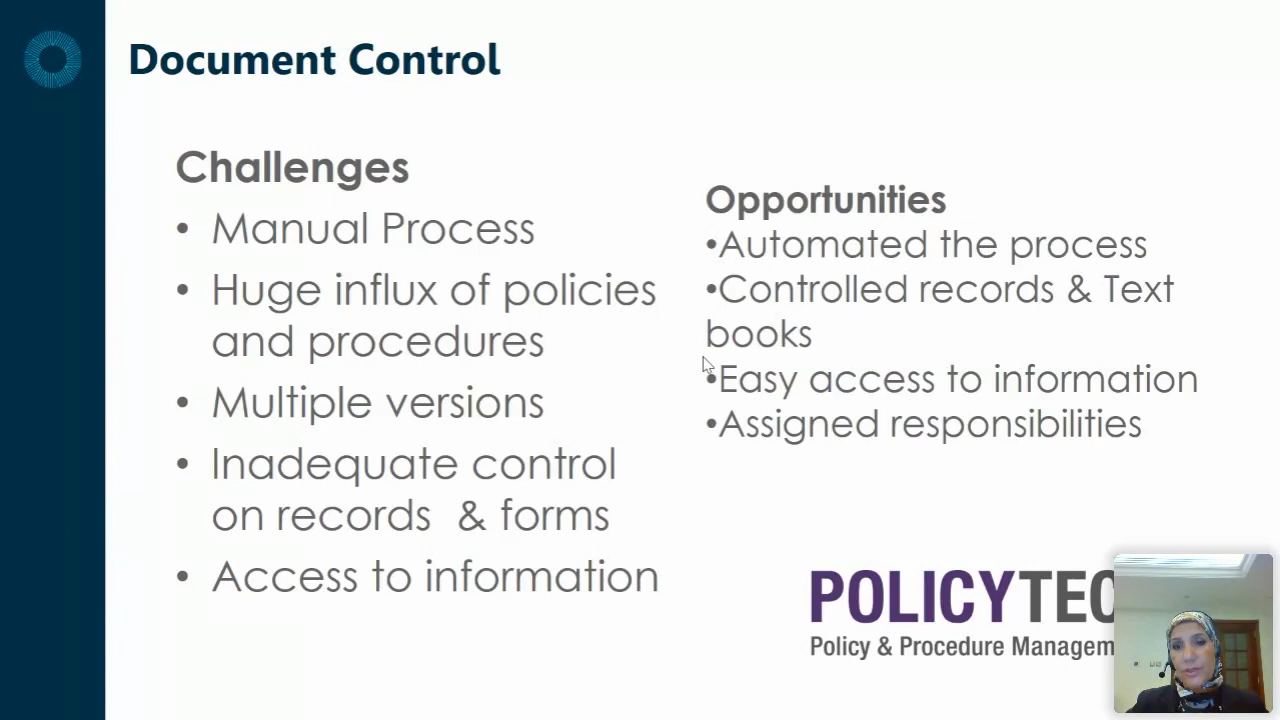 Document Control
Challenges
• Manual Process
• Huge influx of policies
and procedures
• Multiple versions
• Inadequate control
on records & forms
• Access to information
Opportunities
•Automated the process
•Controlled records & Text
books
•Easy access to information
•Assigned responsibilities
POLICYTEC
Policy & Procedure Managem